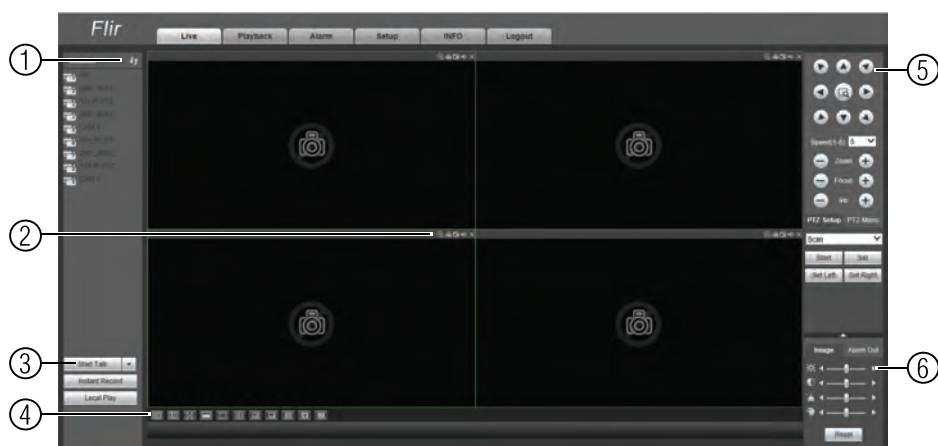 Flir
Live Playback Alarm Setup INFO Logout
1
2
3
4
5
6
Speed(1-8) 5
Zoom
Focus
Iris
PTZ Setup PTZ Menu
Scan
Start Set
Set Left Set Right
Start Talk
Instant Record
Local Play
Image Alarm Out
Reset